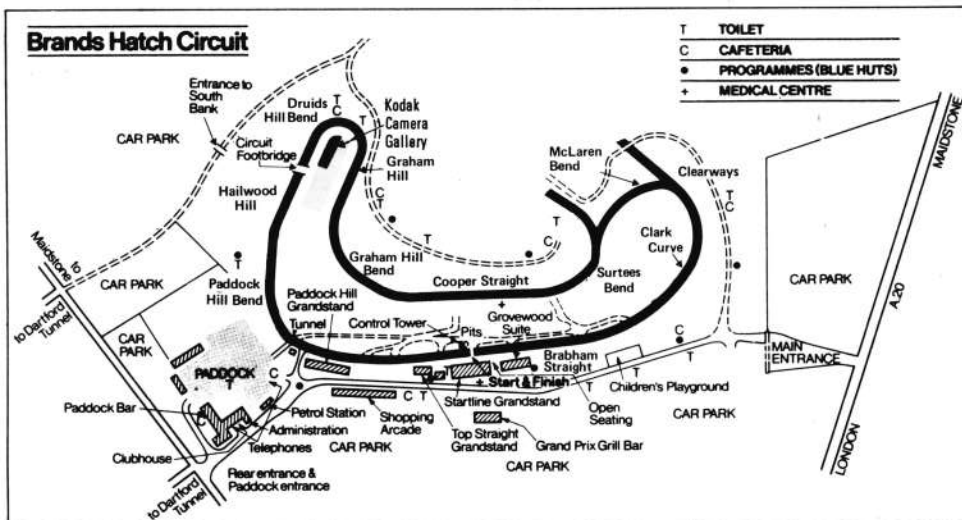 Brands Hatch Circuit
T TOILET
C CAFETERIA
● PROGRAMMES (BLUE HUTS)
+ MEDICAL CENTRE
Entrance to
South
Bank
CAR PARK
Circuit
Footbridge
Hailwood
Hill
Druids
Hill Bend
T
C
T
Kodak
Camera
Gallery
Graham
Hill
C
T
T
C
McLaren
Bend
Clearways
T
C
MAIDSTONE
A.20
LONDON
CAR PARK
Clark
Curve
Surtees
Bend
Cooper Straight
Graham Hill
Bend
T
Paddock
Hill Bend
Maidstone to
to Dartford
Tunnel
CAR PARK
CAR
PARK
Paddock Hill
Grandstand
Tunnel
Control Tower
Pits
+
Grovewood
Suite
Brabham
Straight
C
T
MAIN
ENTRANCE
PADDOCK
T
C
+ Start & Finish
T
T
Children's Playground
Startline Grandstand
Open
Seating
CAR PARK
Paddock Bar
C
Petrol Station
Administration
Telephones
Clubhouse
Shopping
Arcade
C
T
C
T
Top Straight
Grandstand
Grand Prix Grill Bar
CAR PARK
CAR PARK
Rear entrance &
Paddock entrance
to Dartford
Tunnel